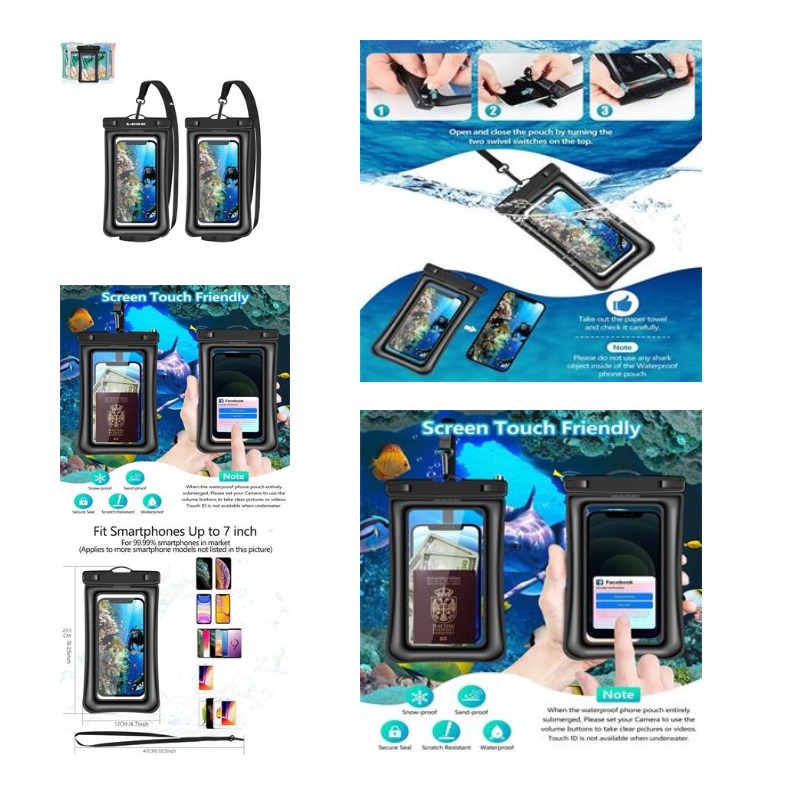 1
2
3
Open and close the pouch by turning the
two swivel switches on the top.
Take out the paper towel
and check it carefully.
Note
Please do not use any shark
object inside of the Waterproof
phone pouch
Screen Touch Friendly
Facebook
Snow-proof
Sand-proof
Secure Seal
Scratch Resistant
Waterproof
Note
When the waterproof phone pouch entirely
submerged, Please set your Camera to use the
volume buttons to take clear pictures or videos.
Touch ID is not available when underwater.
Fit Smartphones Up to 7 inch
For 99.99% smartphones in market
(Applies to more smartphone models not listed in this picture)
23.5
CM
/9.25inch
12CM/4.7inch
47CM/18.5inch
Screen Touch Friendly
Facebook
Snow-proof
Sand-proof
Secure Seal
Scratch Resistant
Waterproof
Note
When the waterproof phone pouch entirely
submerged, Please set your Camera to use the
volume buttons to take clear pictures or videos.
Touch ID is not available when underwater.